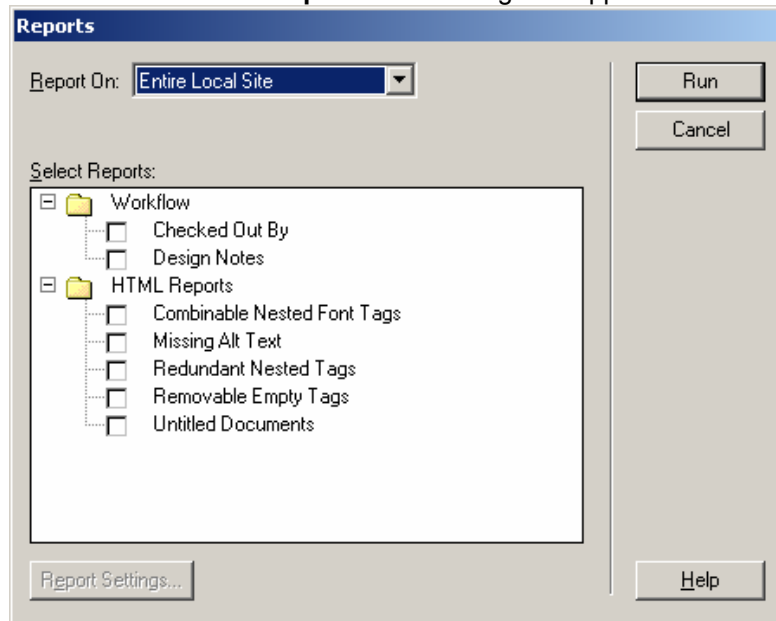 Reports
Report On: Entire Local Site
Run
Cancel
Select Reports:
Workflow
Checked Out By
Design Notes
HTML Reports
Combinable Nested Font Tags
Missing Alt Text
Redundant Nested Tags
Removable Empty Tags
Untitled Documents
Report Settings...
Help